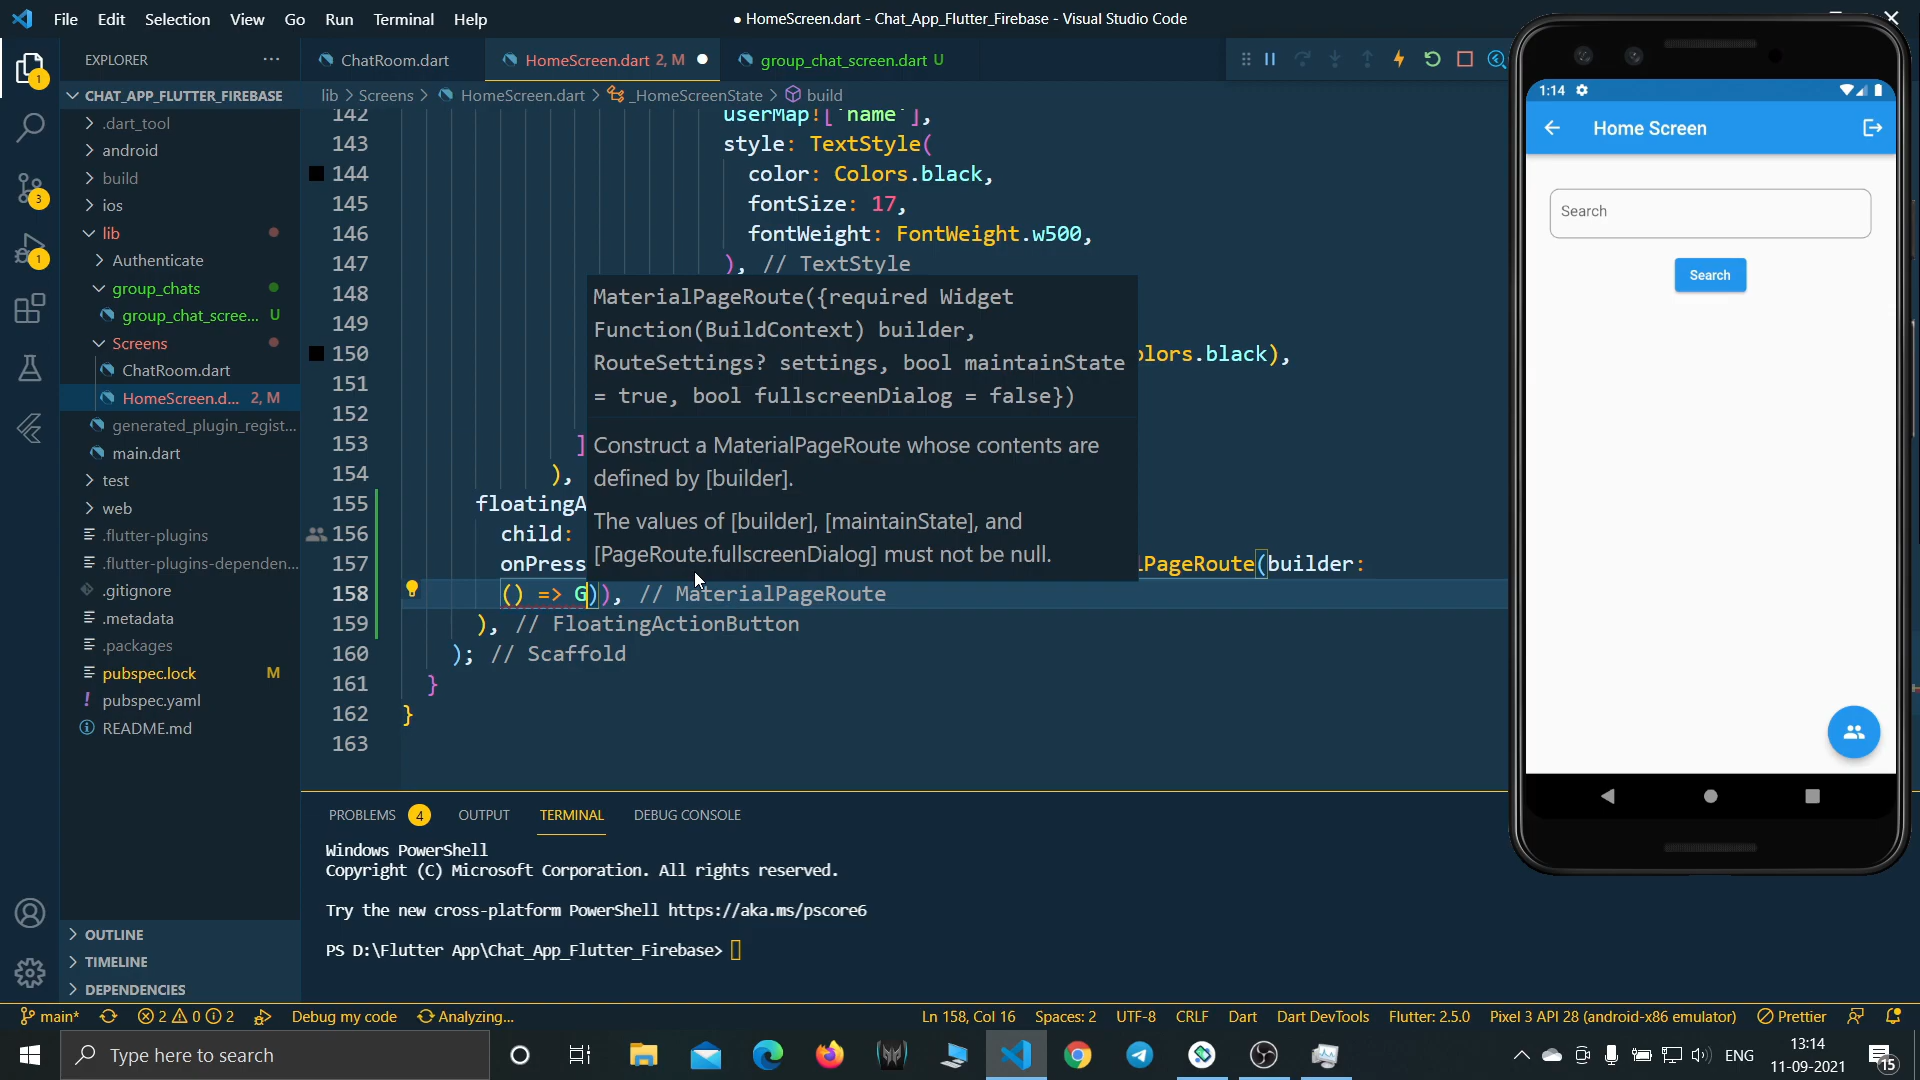 File Edit Selection View Go Run Terminal Help
● HomeScreen.dart - Chat_App_Flutter_Firebase - Visual Studio Code
EXPLORER
ChatRoom.dart
HomeScreen.dart 2, M
group_chat_screen.dart U
CHAT_APP_FLUTTER_FIREBASE
lib > Screens > HomeScreen.dart > _HomeScreenState > build
.dart_tool
android
build
ios
lib
Authenticate
group_chats
group_chat_scree... U
Screens
ChatRoom.dart
HomeScreen.d... 2, M
generated_plugin_regist...
main.dart
test
web
.flutter-plugins
.flutter-plugins-dependen...
.gitignore
.metadata
.packages
pubspec.lock M
pubspec.yaml
README.md
OUTLINE
TIMELINE
DEPENDENCIES
142 userMap!['name'],
143 style: TextStyle(
144 color: Colors.black,
145 fontSize: 17,
146 fontWeight: FontWeight.w500,
147 ), // TextStyle
148
149
150 olors.black),
151
152
153 ]
154 ),
155 floatingA
156 child:
157 onPress lPageRoute(builder:
158 () => G)), // MaterialPageRoute
159 ), // FloatingActionButton
160 ); // Scaffold
161 }
162 }
163
MaterialPageRoute({required Widget
Function(BuildContext) builder,
RouteSettings? settings, bool maintainState
= true, bool fullscreenDialog = false})
Construct a MaterialPageRoute whose contents are
defined by [builder].
The values of [builder], [maintainState], and
[PageRoute.fullscreenDialog] must not be null.
PROBLEMS 4 OUTPUT TERMINAL DEBUG CONSOLE
Windows PowerShell
Copyright (C) Microsoft Corporation. All rights reserved.
Try the new cross-platform PowerShell https://aka.ms/pscore6
PS D:\Flutter App\Chat_App_Flutter_Firebase>
1:14
Home Screen
Search
Search
1
3
1
main* 2 0 2 Debug my code Analyzing...
Ln 158, Col 16 Spaces: 2 UTF-8 CRLF Dart Dart DevTools Flutter: 2.5.0 Pixel 3 API 28 (android-x86 emulator) Prettier
Type here to search
ENG
13:14
11-09-2021
15